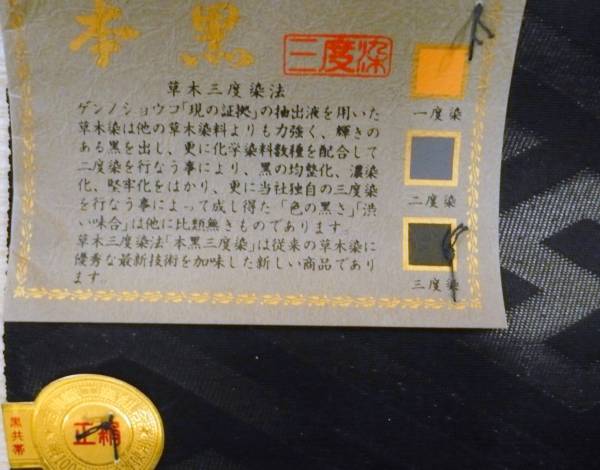 本黒
三度染
草木三度染法
ゲンノショウコ「現の証拠」の抽出液を用いた
草木染は他の草木染料よりも力強く、輝きの
ある黒を出し、更に化学染料数種を配合して
二度染を行なう事により、黒の均整化、濃染
化、堅牢化をはかり、更に当社独自の三度染
を行なう事によって成し得た「色の黒さ」「渋
い味合」は他に比類無きものであります。
草木三度染法「本黒三度染」は従来の草木染に
優秀な最新技術を加味した新しい商品であり
ます。
一度染
二度染
三度染
黒共帯
正絹